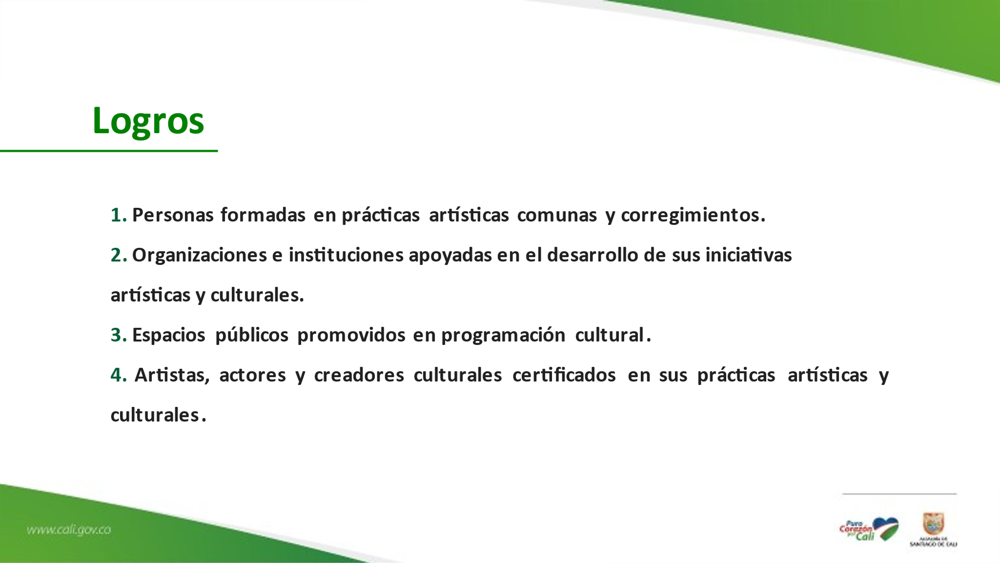 Logros
1. Personas formadas en prácticas artísticas comunas y corregimientos.
2. Organizaciones e instituciones apoyadas en el desarrollo de sus iniciativas
artísticas y culturales.
3. Espacios públicos promovidos en programación cultural.
4. Artistas, actores y creadores culturales certificados en sus prácticas artísticas y
culturales.
www.cali.gov.co
Puro
Corazón
por Cali
ALCALDÍA DE
SANTIAGO DE CALI